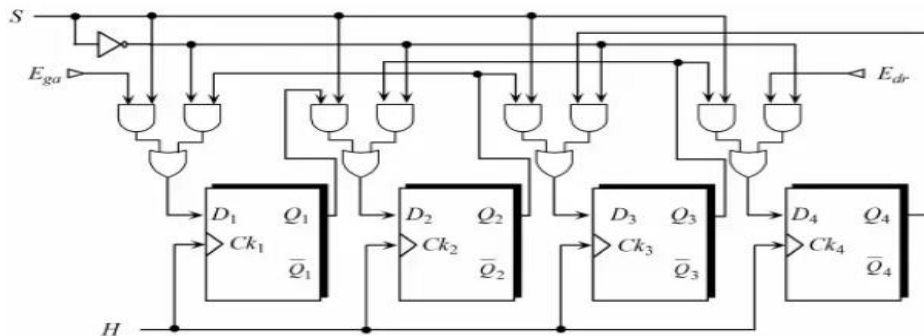 S
E_ga
E_dr
D₁ Q₁ D₂ Q₂ D₃ Q₃ D₄ Q₄
Ck₁ Ck₂ Ck₃ Ck₄
Q̅₁ Q̅₂ Q̅₃ Q̅₄
H